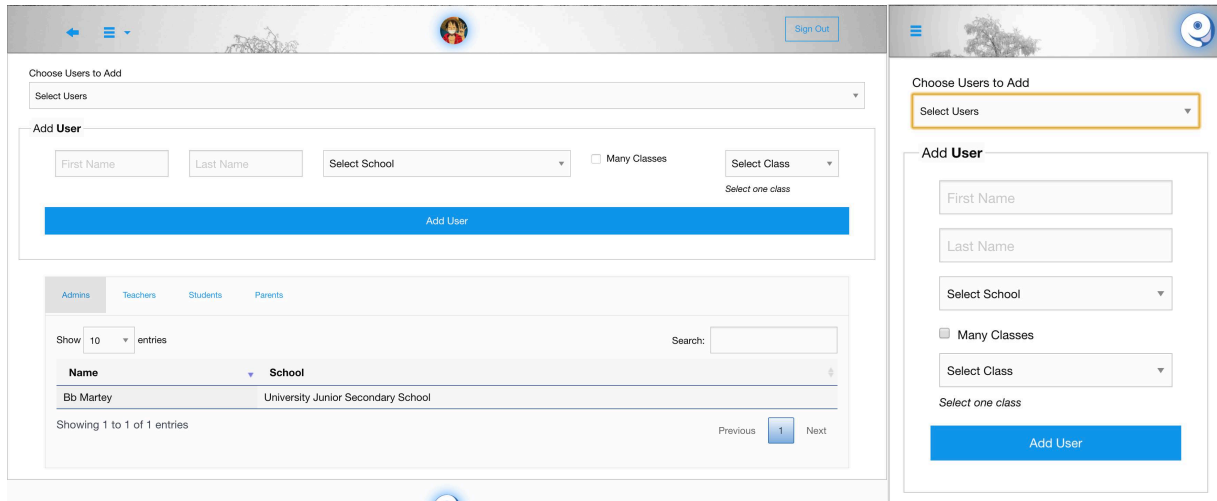 Sign Out
Choose Users to Add
Select Users
Add User
First Name Last Name Select School Many Classes Select Class
Select one class
Add User
Admins Teachers Students Parents
Show 10 entries Search:
Name School
Bb Martey University Junior Secondary School
Showing 1 to 1 of 1 entries
Previous 1 Next
Choose Users to Add
Select Users
Add User
First Name
Last Name
Select School
Many Classes
Select Class
Select one class
Add User